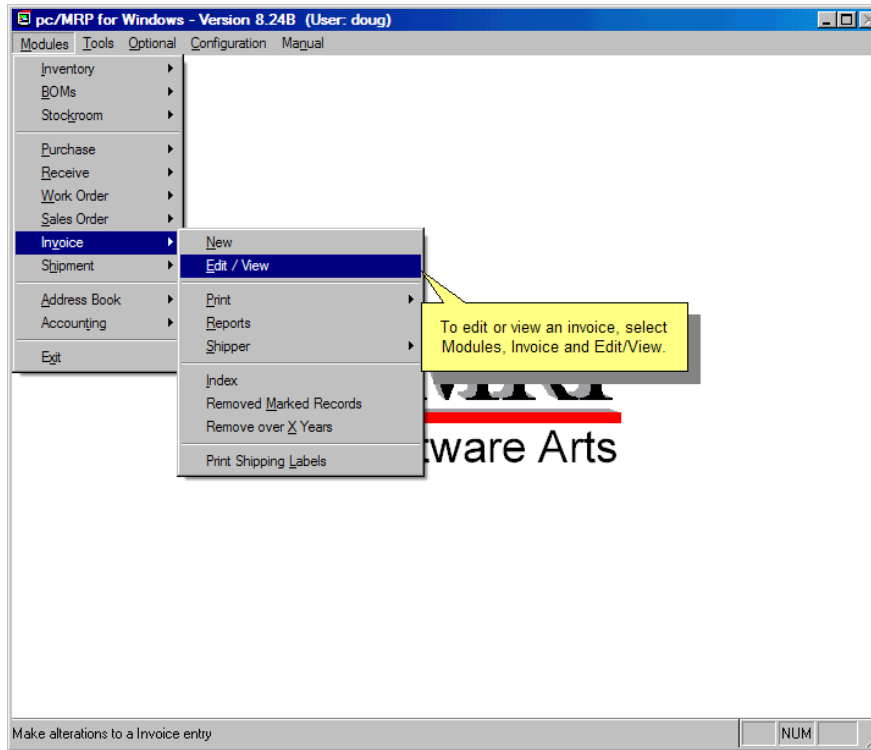 pc/MRP for Windows - Version 8.24B (User: doug)
Modules Tools Optional Configuration Manual
Inventory
BOMs
Stockroom
Purchase
Receive
Work Order
Sales Order
Invoice
Shipment
Address Book
Accounting
Exit
New
Edit / View
Print
Reports
Shipper
Index
Removed Marked Records
Remove over X Years
Print Shipping Labels
To edit or view an invoice, select
Modules, Invoice and Edit/View.
MRP
tware Arts
Make alterations to a Invoice entry
NUM